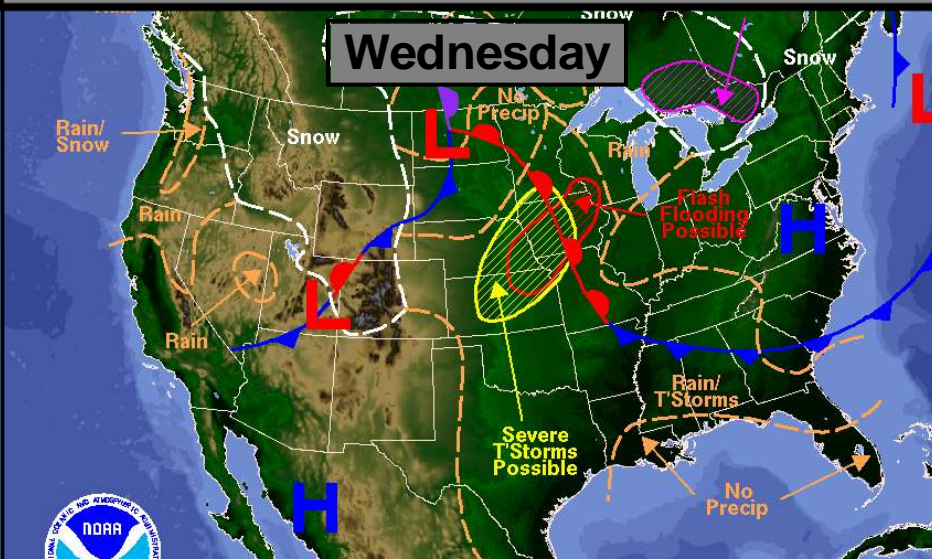 Snow
Wednesday
Snow
L
No
Precip
L
Rain/
Snow
Snow
Rain
Flash
Flooding
Possible
H
Rain
L
Rain
Rain/
T'Storms
Severe
T'Storms
Possible
H
No
Precip
NOAA